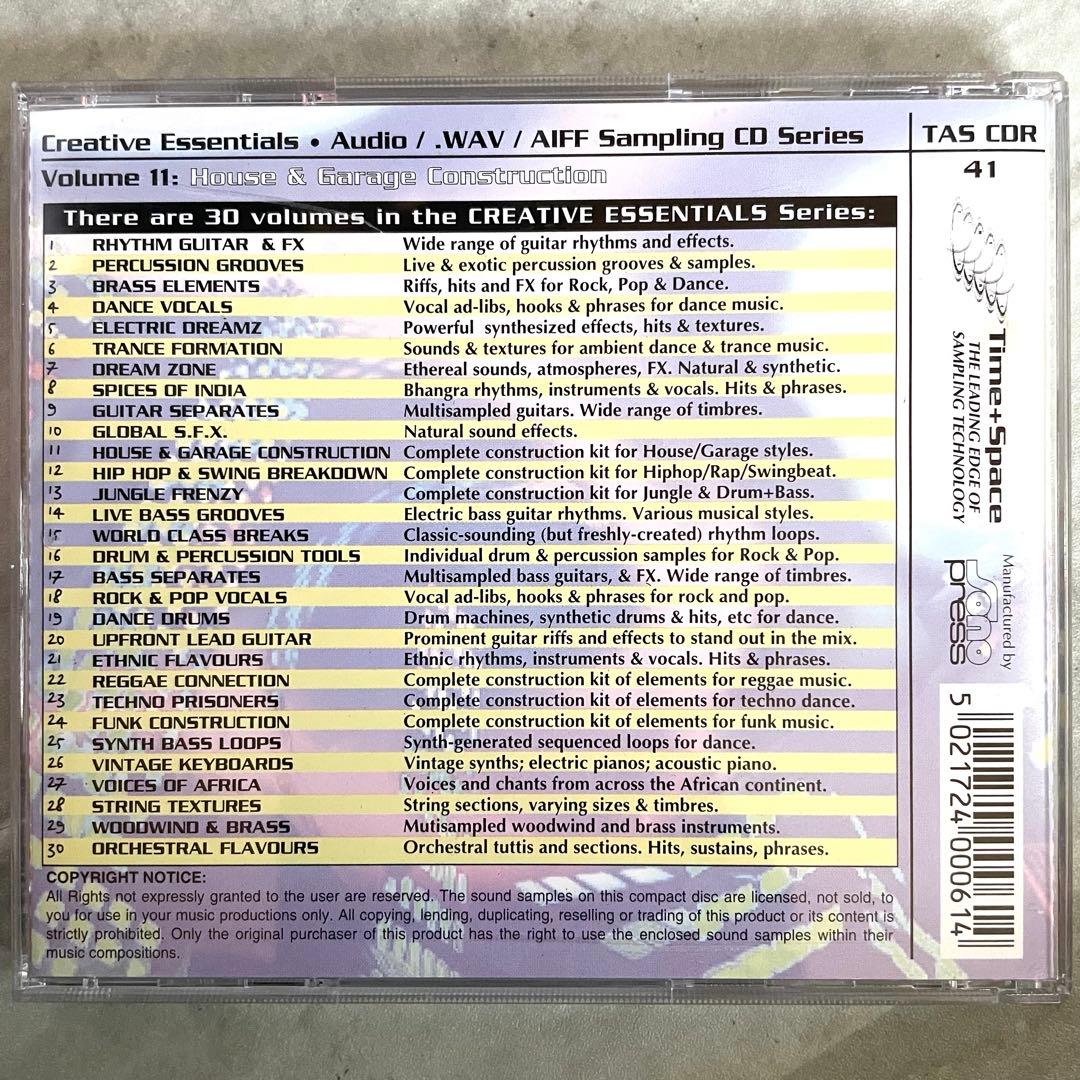 Creative Essentials • Audio / .WAV / AIFF Sampling CD Series
Volume 11: House & Garage Construction
There are 30 volumes in the CREATIVE ESSENTIALS Series:
1 RHYTHM GUITAR & FX Wide range of guitar rhythms and effects.
2 PERCUSSION GROOVES Live & exotic percussion grooves & samples.
3 BRASS ELEMENTS Riffs, hits and FX for Rock, Pop & Dance.
4 DANCE VOCALS Vocal ad-libs, hooks & phrases for dance music.
5 ELECTRIC DREAMZ Powerful synthesized effects, hits & textures.
6 TRANCE FORMATION Sounds & textures for ambient dance & trance music.
7 DREAM ZONE Ethereal sounds, atmospheres, FX. Natural & synthetic.
8 SPICES OF INDIA Bhangra rhythms, instruments & vocals. Hits & phrases.
9 GUITAR SEPARATES Multisampled guitars. Wide range of timbres.
10 GLOBAL S.F.X. Natural sound effects.
11 HOUSE & GARAGE CONSTRUCTION Complete construction kit for House/Garage styles.
12 HIP HOP & SWING BREAKDOWN Complete construction kit for Hiphop/Rap/Swingbeat.
13 JUNGLE FRENZY Complete construction kit for Jungle & Drum+Bass.
14 LIVE BASS GROOVES Electric bass guitar rhythms. Various musical styles.
15 WORLD CLASS BREAKS Classic-sounding (but freshly-created) rhythm loops.
16 DRUM & PERCUSSION TOOLS Individual drum & percussion samples for Rock & Pop.
17 BASS SEPARATES Multisampled bass guitars, & FX. Wide range of timbres.
18 ROCK & POP VOCALS Vocal ad-libs, hooks & phrases for rock and pop.
19 DANCE DRUMS Drum machines, synthetic drums & hits, etc for dance.
20 UPFRONT LEAD GUITAR Prominent guitar riffs and effects to stand out in the mix.
21 ETHNIC FLAVOURS Ethnic rhythms, instruments & vocals. Hits & phrases.
22 REGGAE CONNECTION Complete construction kit of elements for reggae music.
23 TECHNO PRISONERS Complete construction kit of elements for techno dance.
24 FUNK CONSTRUCTION Complete construction kit of elements for funk music.
25 SYNTH BASS LOOPS Synth-generated sequenced loops for dance.
26 VINTAGE KEYBOARDS Vintage synths; electric pianos; acoustic piano.
27 VOICES OF AFRICA Voices and chants from across the African continent.
28 STRING TEXTURES String sections, varying sizes & timbres.
29 WOODWIND & BRASS Mutisampled woodwind and brass instruments.
30 ORCHESTRAL FLAVOURS Orchestral tuttis and sections. Hits, sustains, phrases.
COPYRIGHT NOTICE:
All Rights not expressly granted to the user are reserved. The sound samples on this compact disc are licensed, not sold, to
you for use in your music productions only. All copying, lending, duplicating, reselling or trading of this product or its content is
strictly prohibited. Only the original purchaser of this product has the right to use the enclosed sound samples within their
music compositions.
TAS CDR
41
Time+Space
THE LEADING EDGE OF
SAMPLING TECHNOLOGY
Manufactured by
sono
press
5 021724 000614